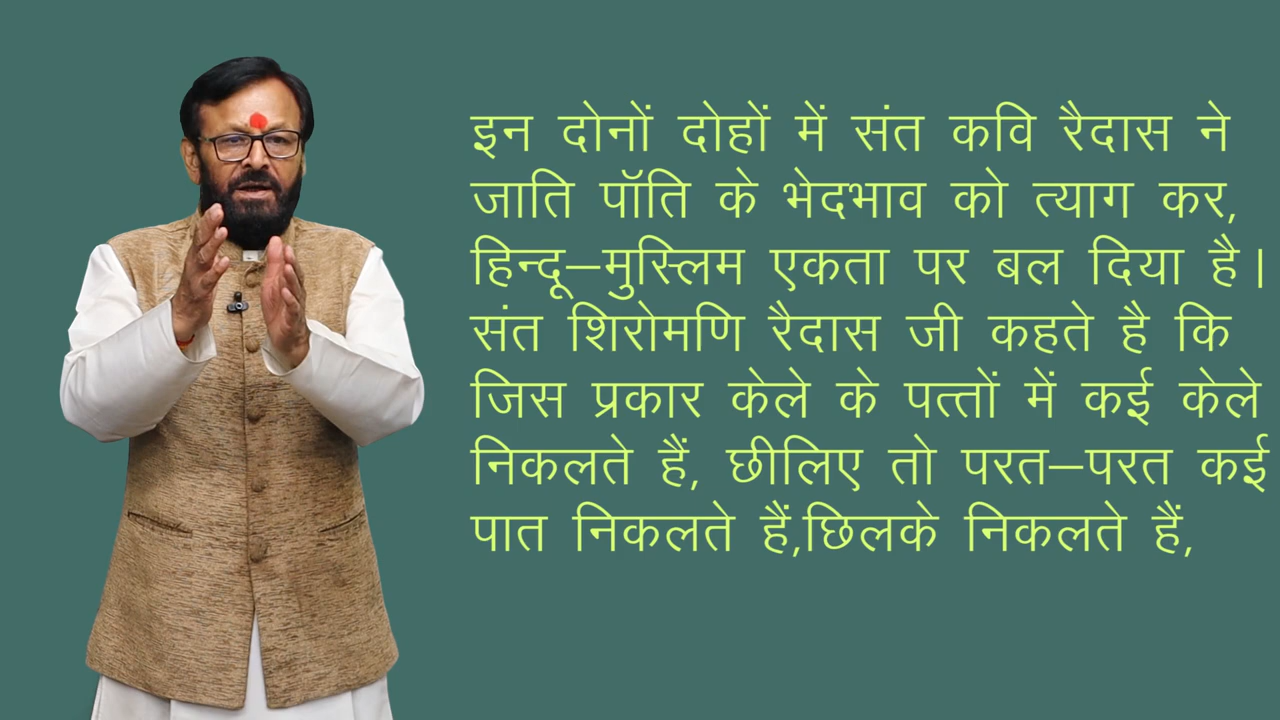 इन दोनों दोहों में संत कवि रैदास ने
जाति पॉति के भेदभाव को त्याग कर,
हिन्दू–मुस्लिम एकता पर बल दिया है।
संत शिरोमणि रैदास जी कहते है कि
जिस प्रकार केले के पत्तों में कई केले
निकलते हैं, छीलिए तो परत–परत कई
पात निकलते हैं,छिलके निकलते हैं,